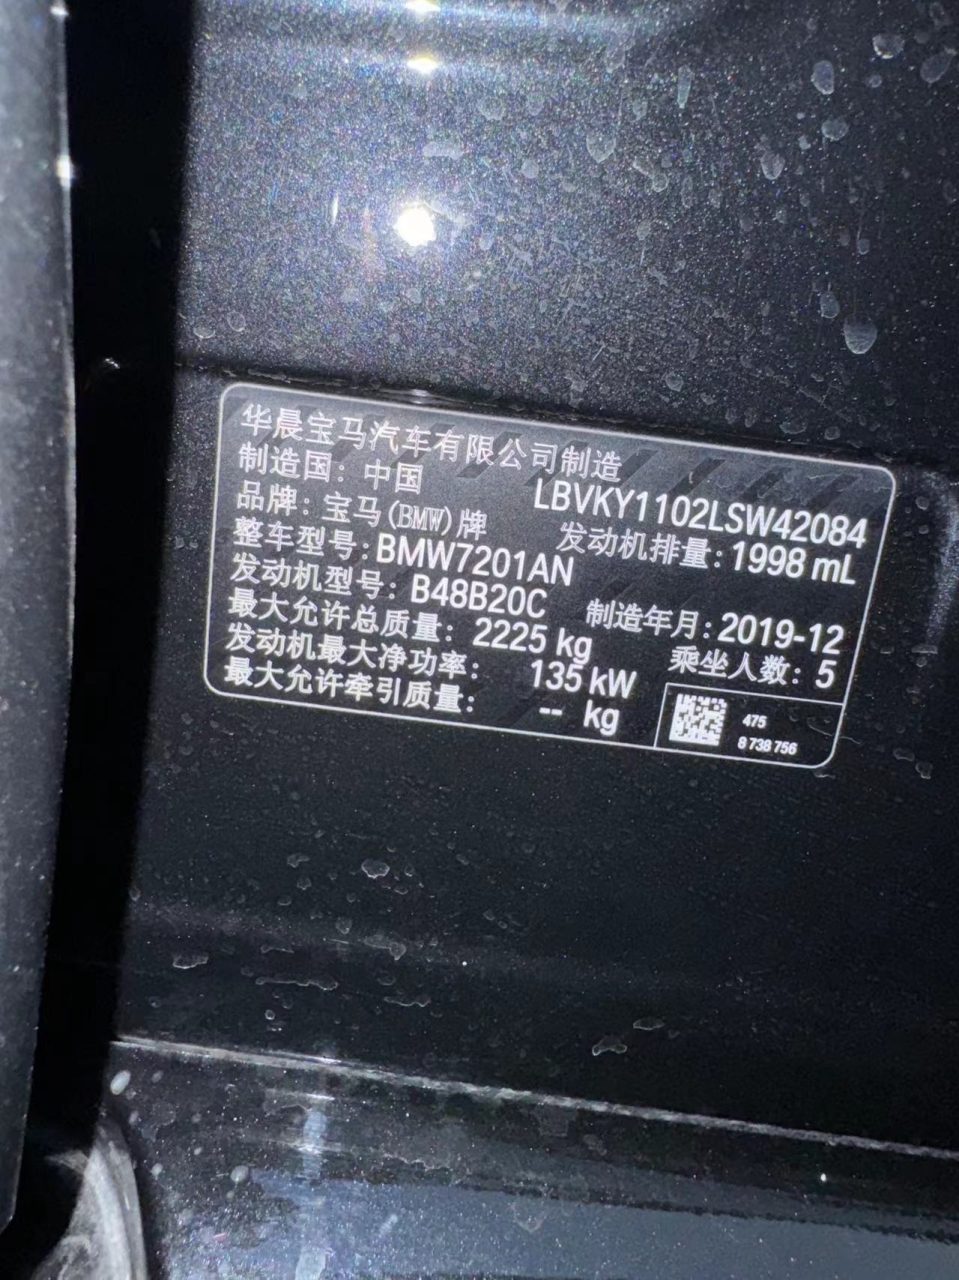 华晨宝马汽车有限公司制造
制造国：中国 LBVKY1102LSW42084
品牌：宝马(BMW)牌 发动机排量：1998 mL
整车型号：BMW7201AN
发动机型号：B48B20C 制造年月：2019-12
最大允许总质量：2225 kg 乘坐人数：5
发动机最大净功率：135 kW
最大允许牵引质量：-- kg
475
8 738 756